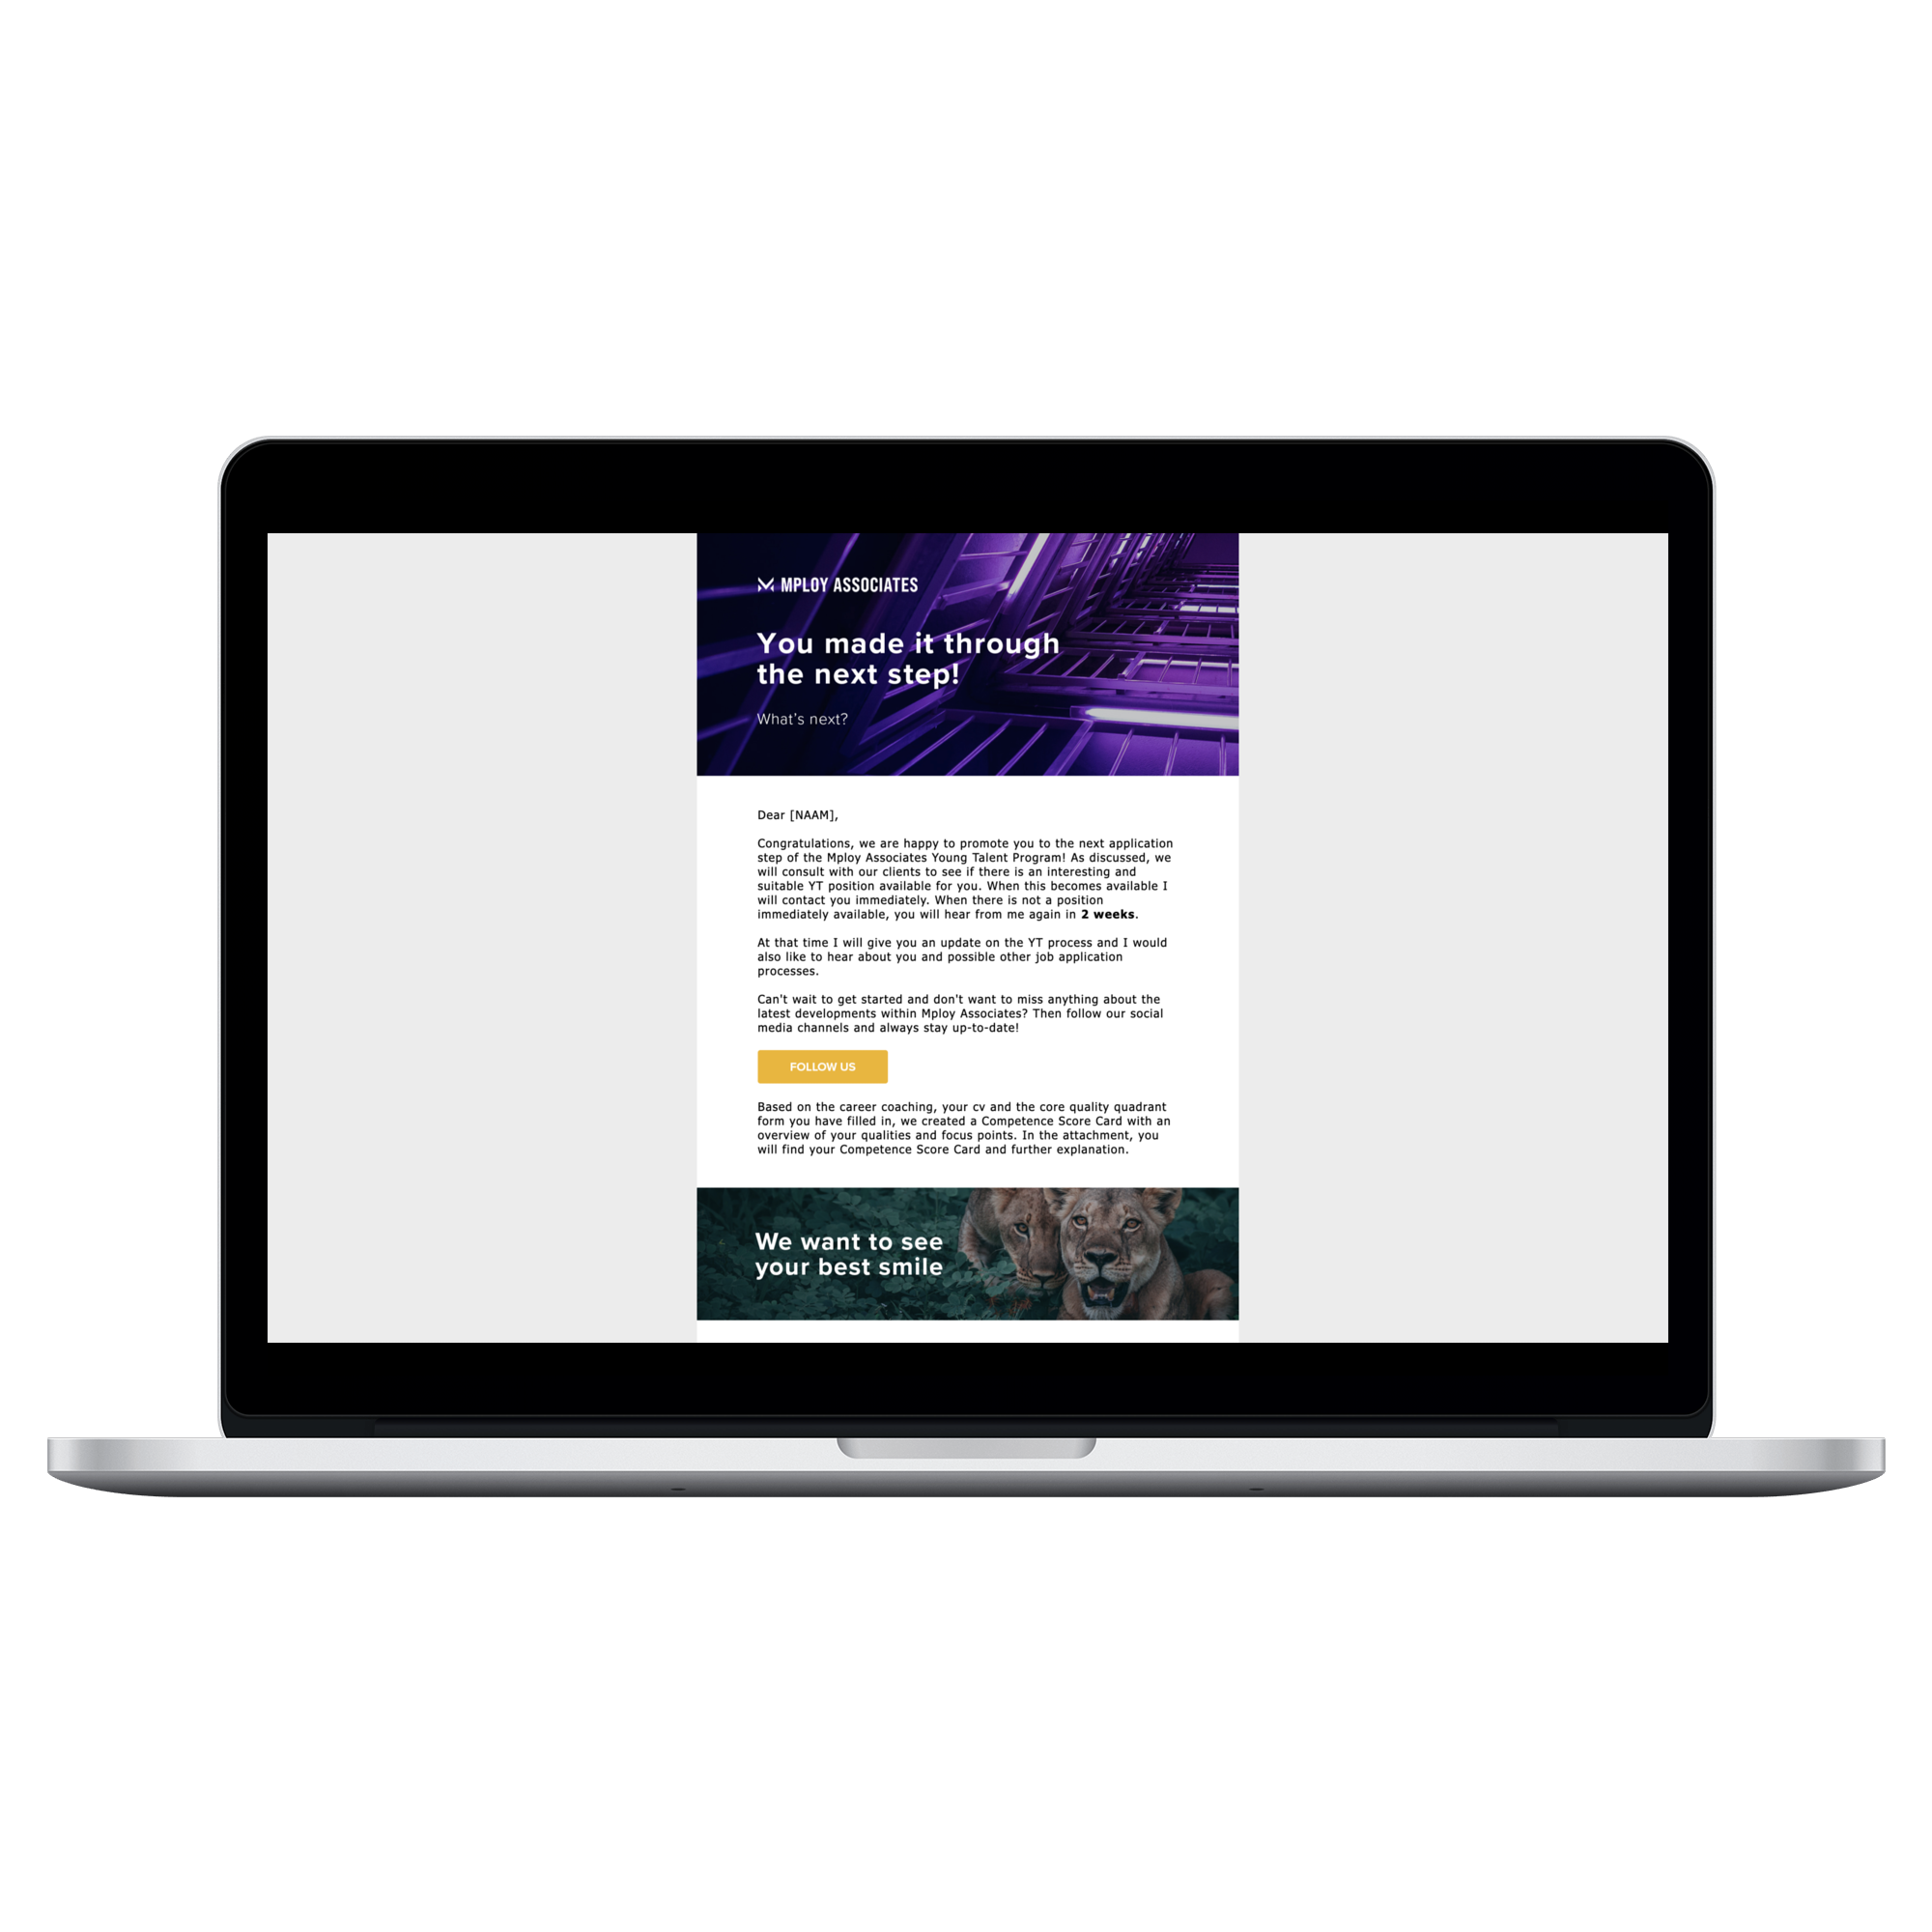 MPLOY ASSOCIATES
You made it through
the next step!
What's next?
Dear [NAAM],
Congratulations, we are happy to promote you to the next application
step of the Mploy Associates Young Talent Program! As discussed, we
will consult with our clients to see if there is an interesting and
suitable YT position available for you. When this becomes available I
will contact you immediately. When there is not a position
immediately available, you will hear from me again in 2 weeks.
At that time I will give you an update on the YT process and I would
also like to hear about you and possible other job application
processes.
Can't wait to get started and don't want to miss anything about the
latest developments within Mploy Associates? Then follow our social
media channels and always stay up-to-date!
FOLLOW US
Based on the career coaching, your cv and the core quality quadrant
form you have filled in, we created a Competence Score Card with an
overview of your qualities and focus points. In the attachment, you
will find your Competence Score Card and further explanation.
We want to see
your best smile